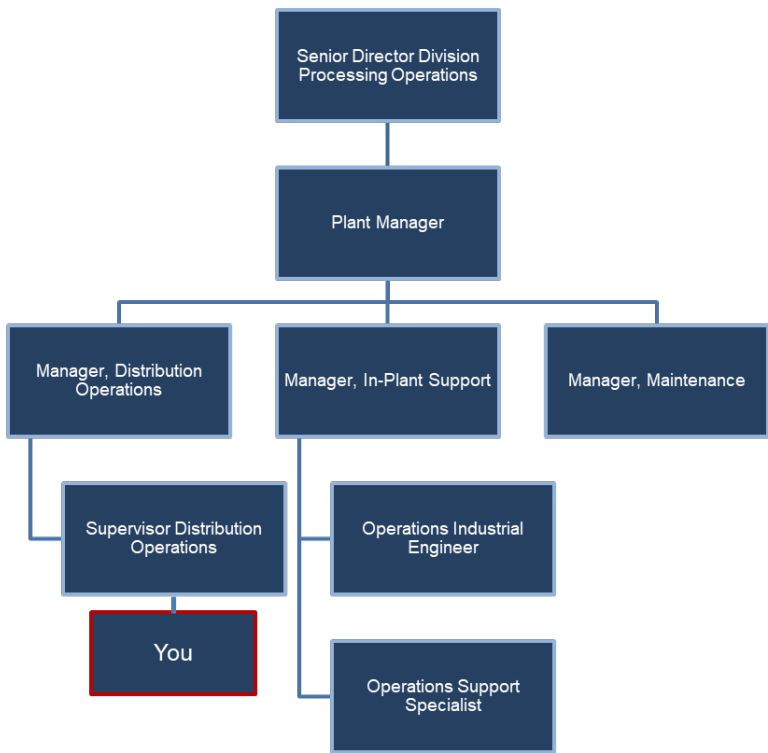 Senior Director Division
Processing Operations
Plant Manager
Manager, Distribution
Operations
Manager, In-Plant Support
Manager, Maintenance
Supervisor Distribution
Operations
Operations Industrial
Engineer
You
Operations Support
Specialist